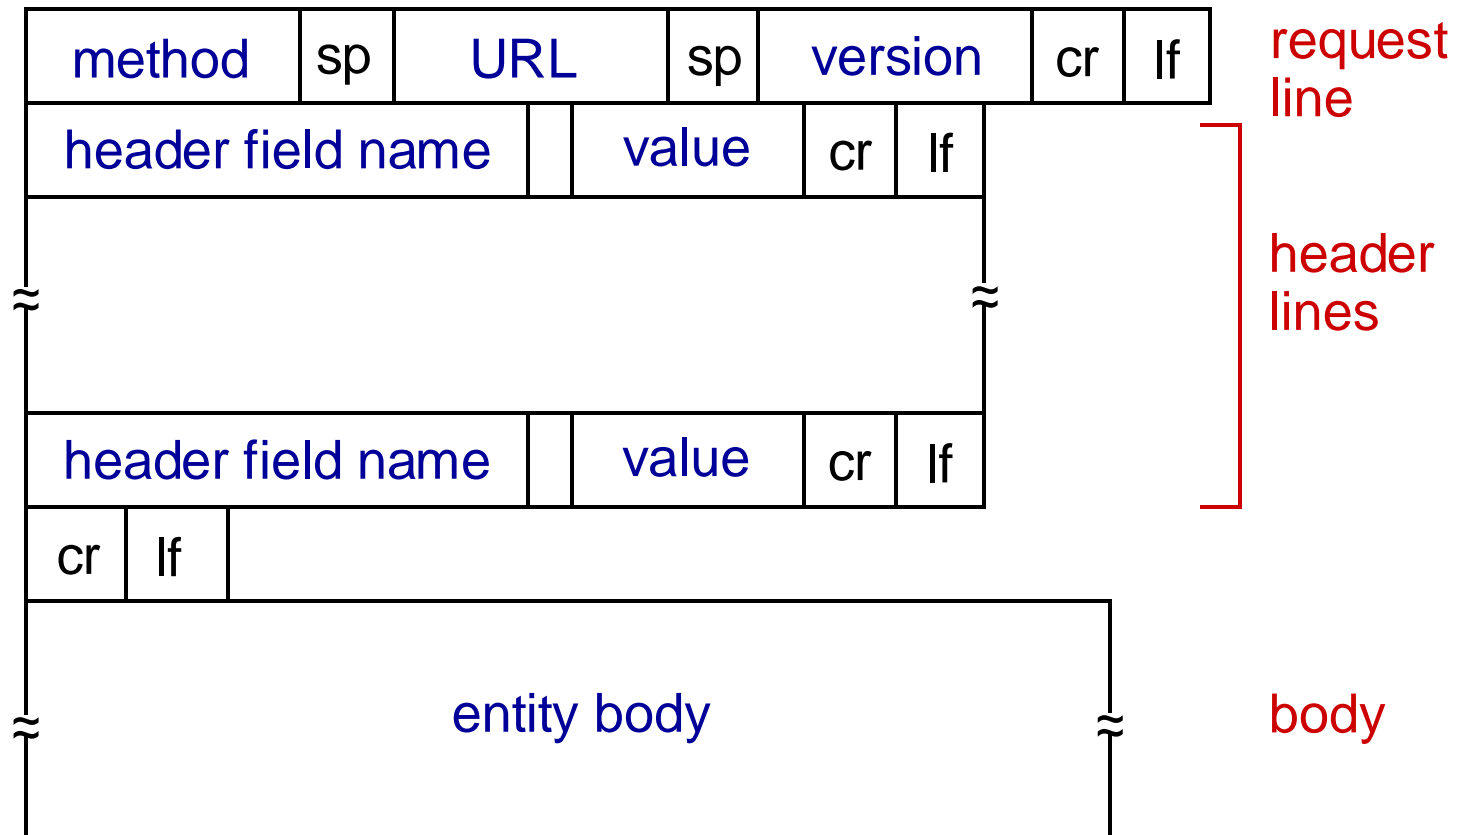 method sp URL sp version cr lf
request
line
header field name value cr lf
header
lines
≈ ≈
header field name value cr lf
cr lf
≈ entity body ≈
body